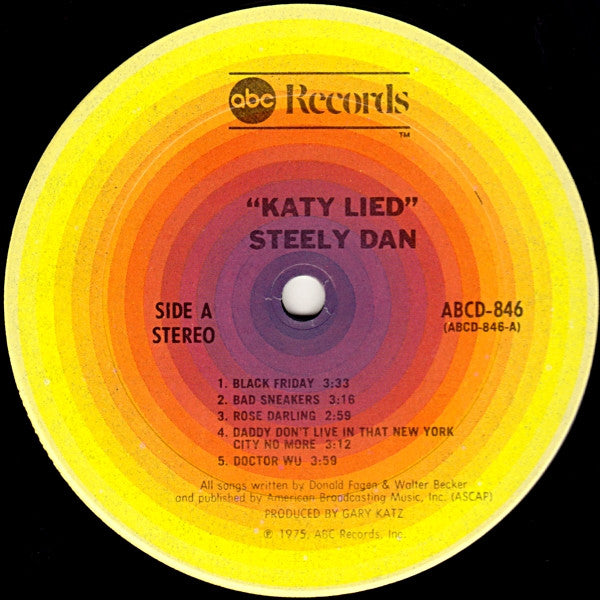 abc Records
TM
“KATY LIED”
STEELY DAN
SIDE A
STEREO
ABCD-846
(ABCD-846-A)
1. BLACK FRIDAY 3:33
2. BAD SNEAKERS 3:16
3. ROSE DARLING 2:59
4. DADDY DON'T LIVE IN THAT NEW YORK
CITY NO MORE 3:12
5. DOCTOR WU 3:59
All songs written by Donald Fagen & Walter Becker
and published by American Broadcasting Music, Inc. (ASCAP)
PRODUCED BY GARY KATZ
℗ 1975, ABC Records, Inc.